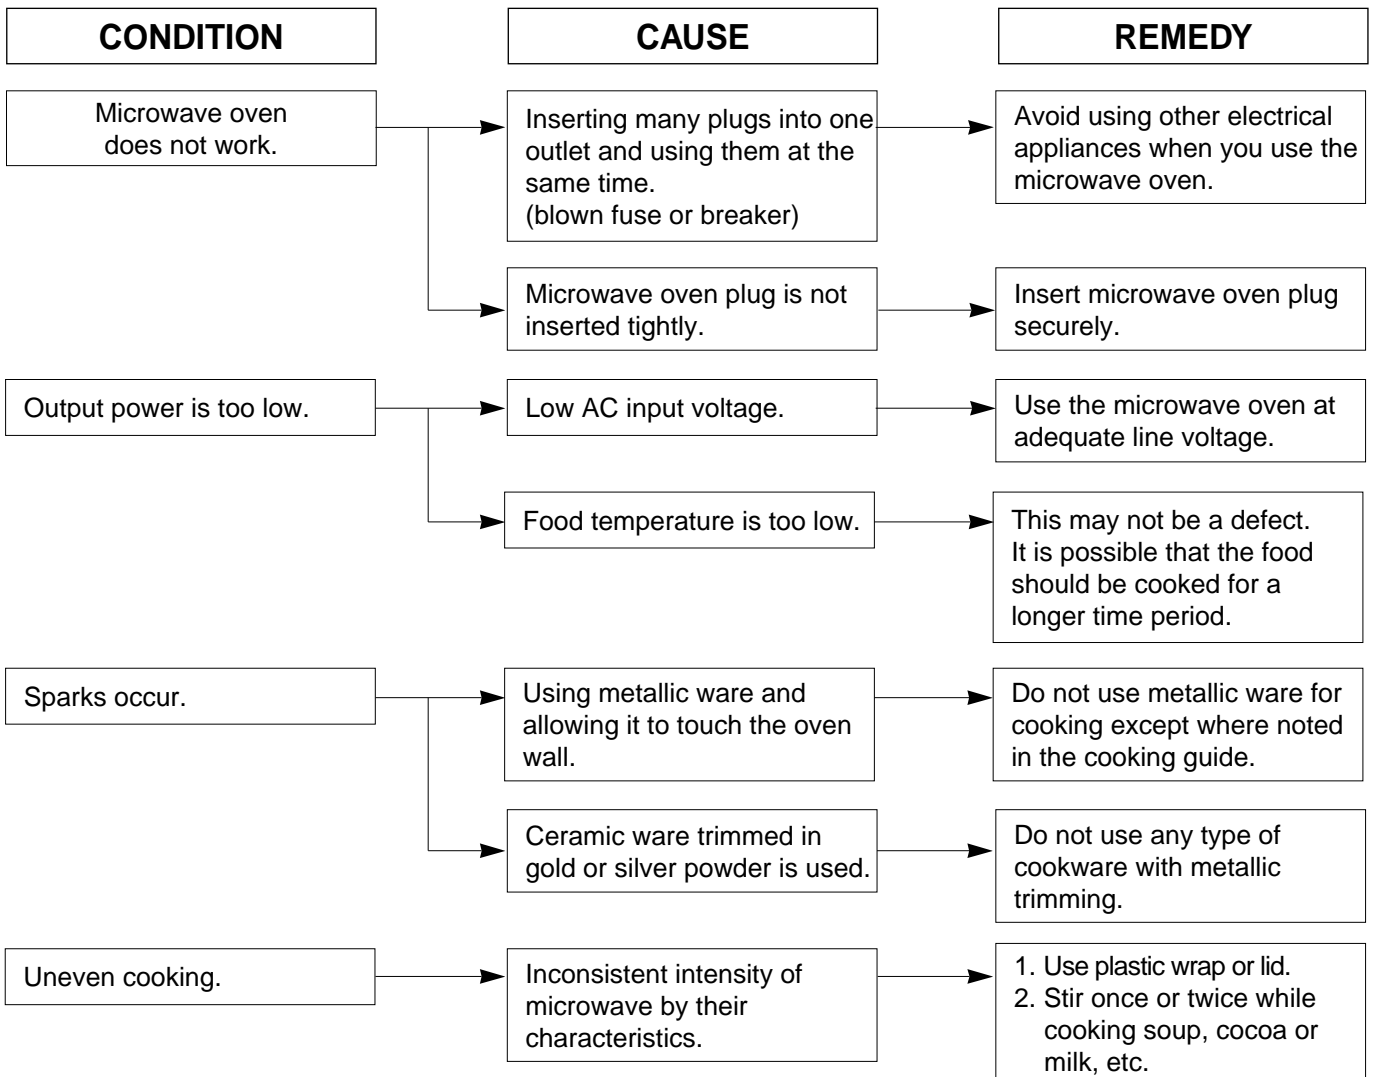 CONDITION
CAUSE
REMEDY
Microwave oven
does not work.
Inserting many plugs into one
outlet and using them at the
same time.
(blown fuse or breaker)
Avoid using other electrical
appliances when you use the
microwave oven.
Microwave oven plug is not
inserted tightly.
Insert microwave oven plug
securely.
Output power is too low.
Low AC input voltage.
Use the microwave oven at
adequate line voltage.
Food temperature is too low.
This may not be a defect.
It is possible that the food
should be cooked for a
longer time period.
Sparks occur.
Using metallic ware and
allowing it to touch the oven
wall.
Do not use metallic ware for
cooking except where noted
in the cooking guide.
Ceramic ware trimmed in
gold or silver powder is used.
Do not use any type of
cookware with metallic
trimming.
Uneven cooking.
Inconsistent intensity of
microwave by their
characteristics.
1. Use plastic wrap or lid.
2. Stir once or twice while
cooking soup, cocoa or
milk, etc.